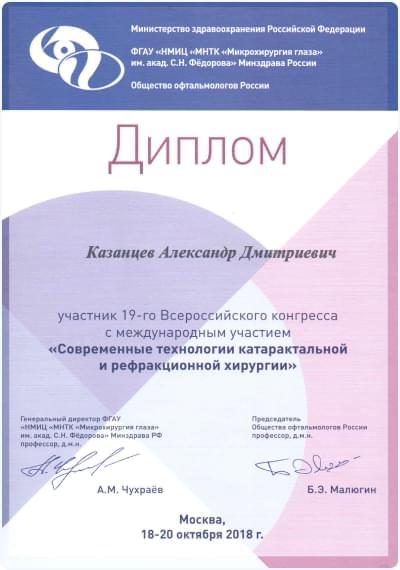 Министерство здравоохранения Российской Федерации
ФГАУ «НМИЦ «МНТК «Микрохирургия глаза»
им. акад. С.Н. Фёдорова» Минздрава России
Общество офтальмологов России
Диплом
Казанцев Александр Дмитриевич
участник 19-го Всероссийского конгресса
с международным участием
«Современные технологии катарактальной
и рефракционной хирургии»
Генеральный директор ФГАУ
«НМИЦ «МНТК «Микрохирургия глаза»
им. акад. С.Н. Фёдорова» Минздрава РФ
профессор, д.м.н.
А.М. Чухраёв
Председатель
Общества офтальмологов России
профессор, д.м.н.
Б.Э. Малюгин
Москва,
18-20 октября 2018 г.